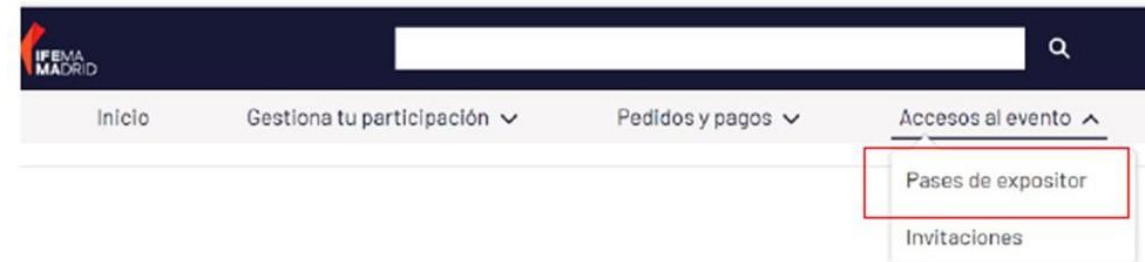 IFEMA
MADRID
Inicio Gestiona tu participación Pedidos y pagos Accesos al evento
Pases de expositor
Invitaciones